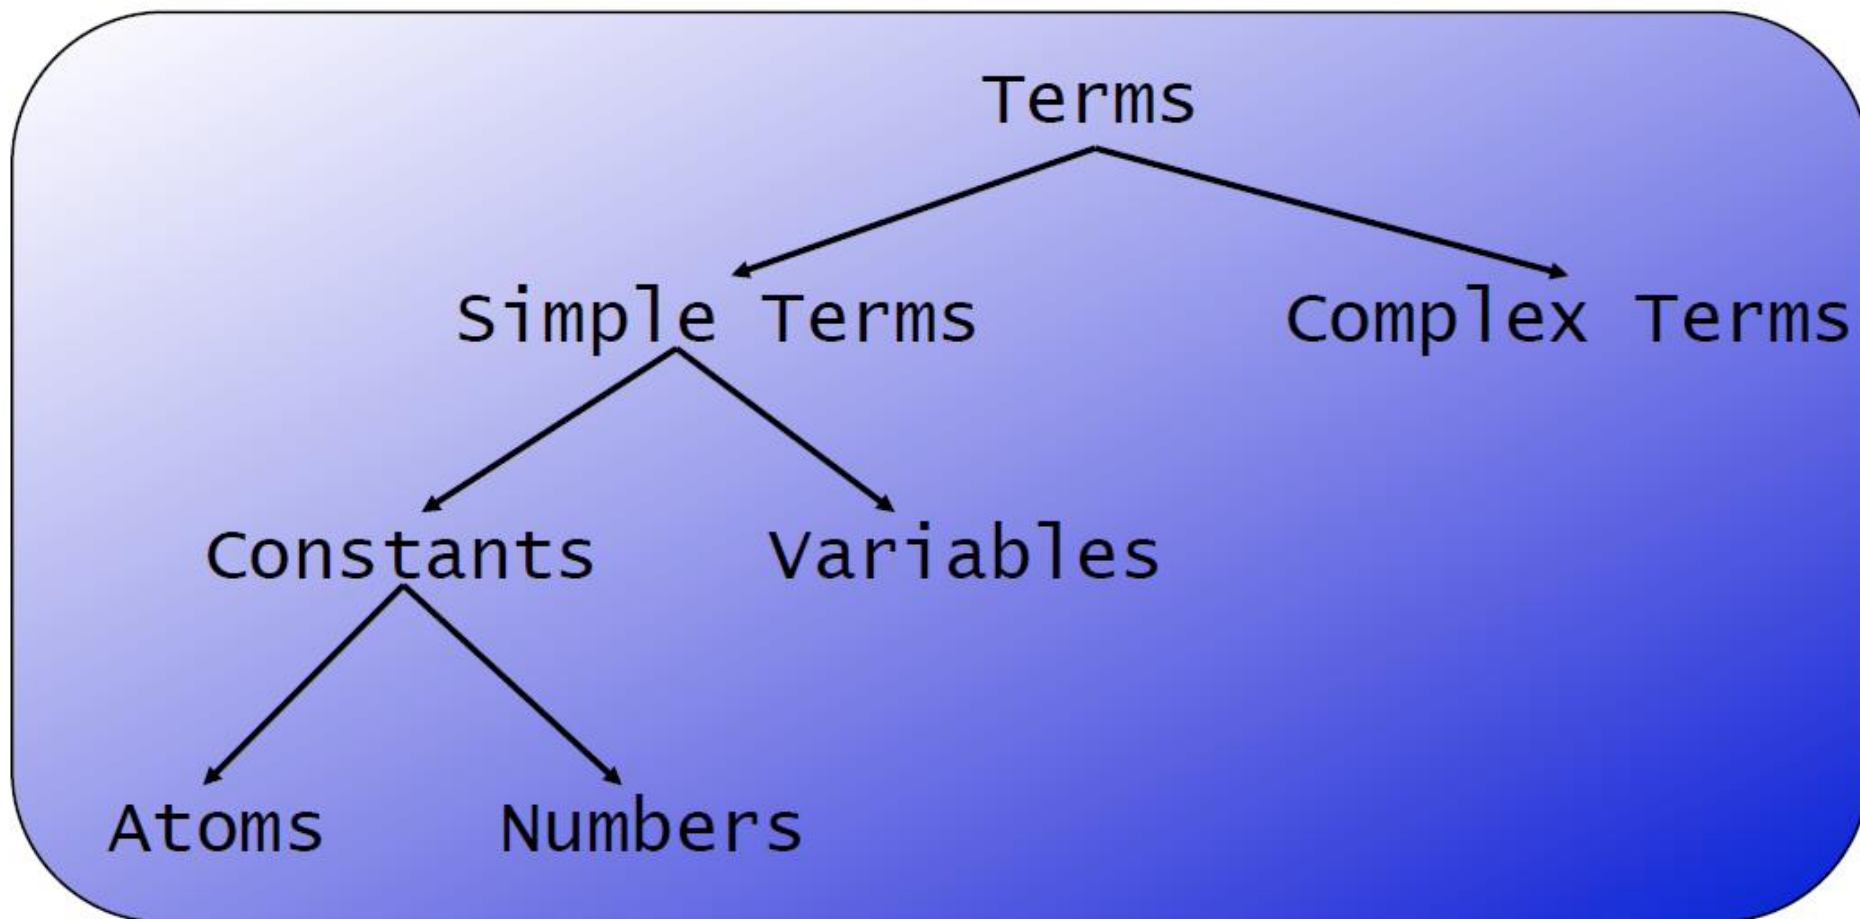 Terms
Simple Terms
Complex Terms
Constants
Variables
Atoms
Numbers